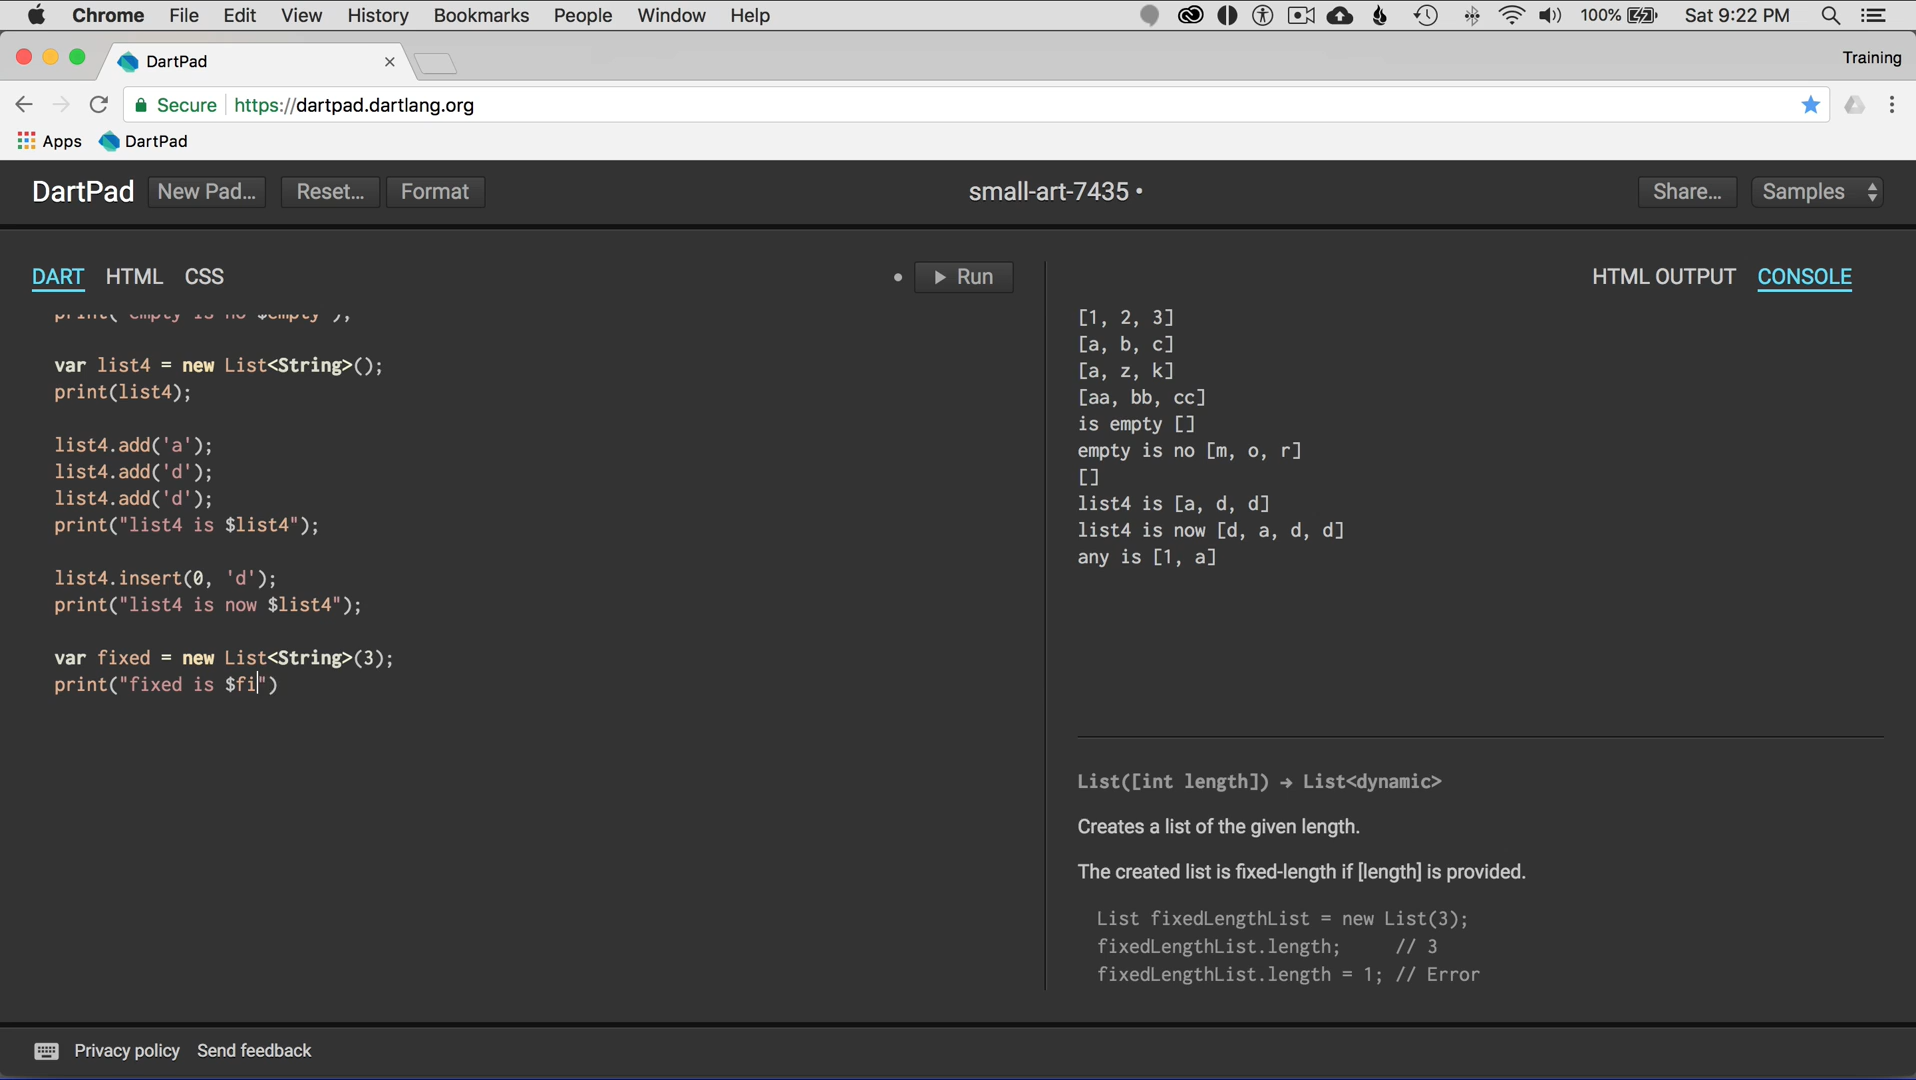 Chrome File Edit View History Bookmarks People Window Help 100% Sat 9:22 PM
DartPad Training
Secure https://dartpad.dartlang.org
Apps DartPad
DartPad New Pad... Reset... Format small-art-7435 • Share... Samples
DART HTML CSS Run HTML OUTPUT CONSOLE
print("empty is no $empty");
var list4 = new List<String>();
print(list4);
list4.add('a');
list4.add('d');
list4.add('d');
print("list4 is $list4");
list4.insert(0, 'd');
print("list4 is now $list4");
var fixed = new List<String>(3);
print("fixed is $fi")
[1, 2, 3]
[a, b, c]
[a, z, k]
[aa, bb, cc]
is empty []
empty is no [m, o, r]
[]
list4 is [a, d, d]
list4 is now [d, a, d, d]
any is [1, a]
List([int length]) → List<dynamic>
Creates a list of the given length.
The created list is fixed-length if [length] is provided.
List fixedLengthList = new List(3);
fixedLengthList.length; // 3
fixedLengthList.length = 1; // Error
Privacy policy Send feedback